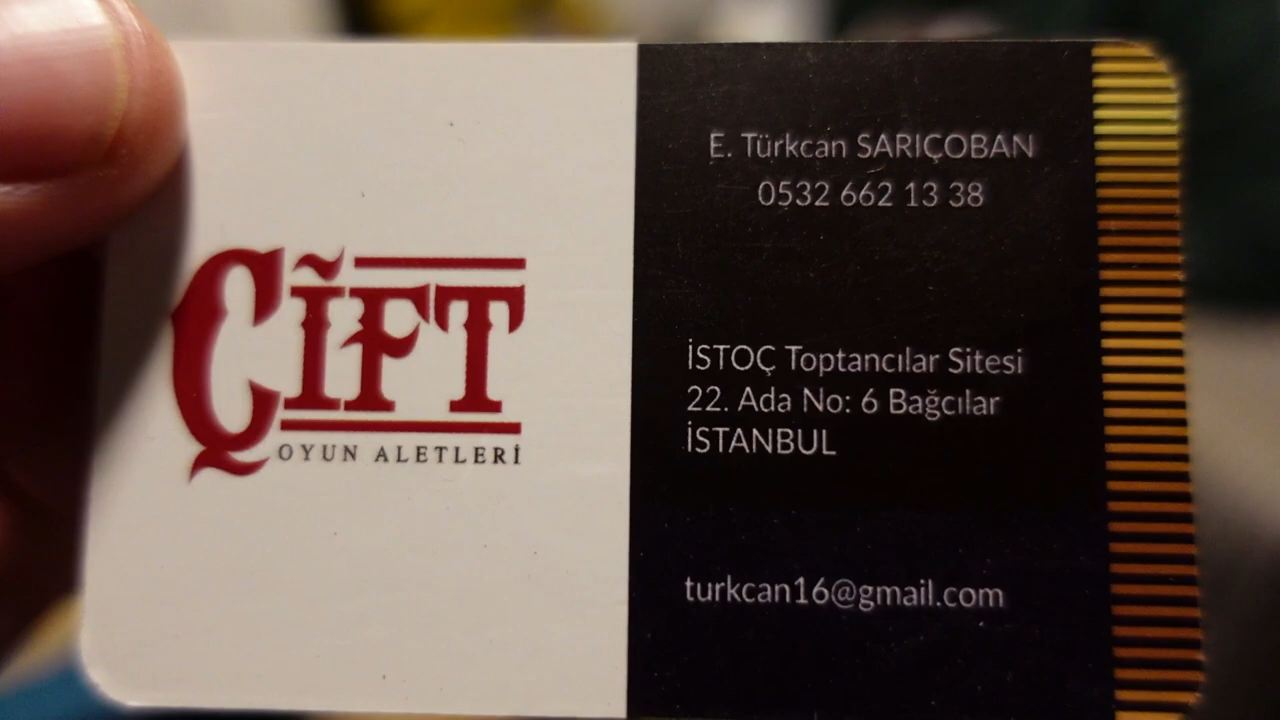 ÇİFT
OYUN ALETLERİ
E. Türkcan SARIÇOBAN
0532 662 13 38
İSTOÇ Toptancılar Sitesi
22. Ada No: 6 Bağcılar
İSTANBUL
turkcan16@gmail.com